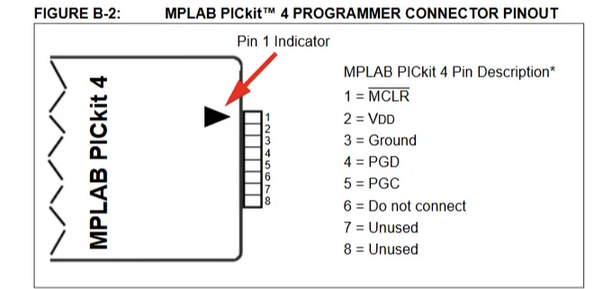 FIGURE B-2: MPLAB PICkit™ 4 PROGRAMMER CONNECTOR PINOUT
Pin 1 Indicator
MPLAB PICkit 4
1
2
3
4
5
6
7
8
MPLAB PICkit 4 Pin Description*
1 = MCLR
2 = VDD
3 = Ground
4 = PGD
5 = PGC
6 = Do not connect
7 = Unused
8 = Unused